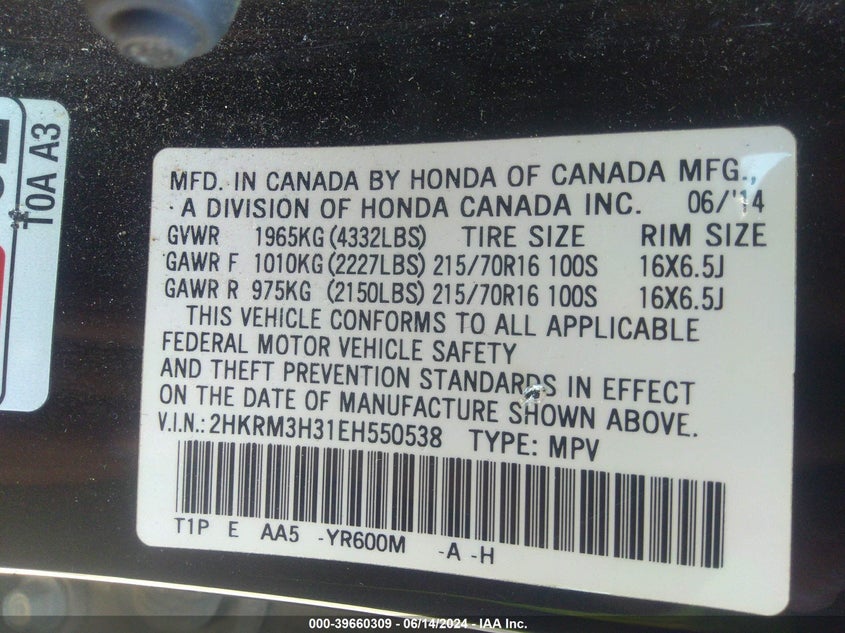 T0A A3
MFD. IN CANADA BY HONDA OF CANADA MFG.,
A DIVISION OF HONDA CANADA INC. 06/'14
GVWR 1965KG (4332LBS) TIRE SIZE RIM SIZE
GAWR F 1010KG (2227LBS) 215/70R16 100S 16X6.5J
GAWR R 975KG (2150LBS) 215/70R16 100S 16X6.5J
THIS VEHICLE CONFORMS TO ALL APPLICABLE
FEDERAL MOTOR VEHICLE SAFETY
AND THEFT PREVENTION STANDARDS IN EFFECT
ON THE DATE OF MANUFACTURE SHOWN ABOVE.
V.I.N.: 2HKRM3H31EH550538 TYPE: MPV
T1P E AA5 -YR600M -A -H
000-39660309 - 06/14/2024 - IAA Inc.